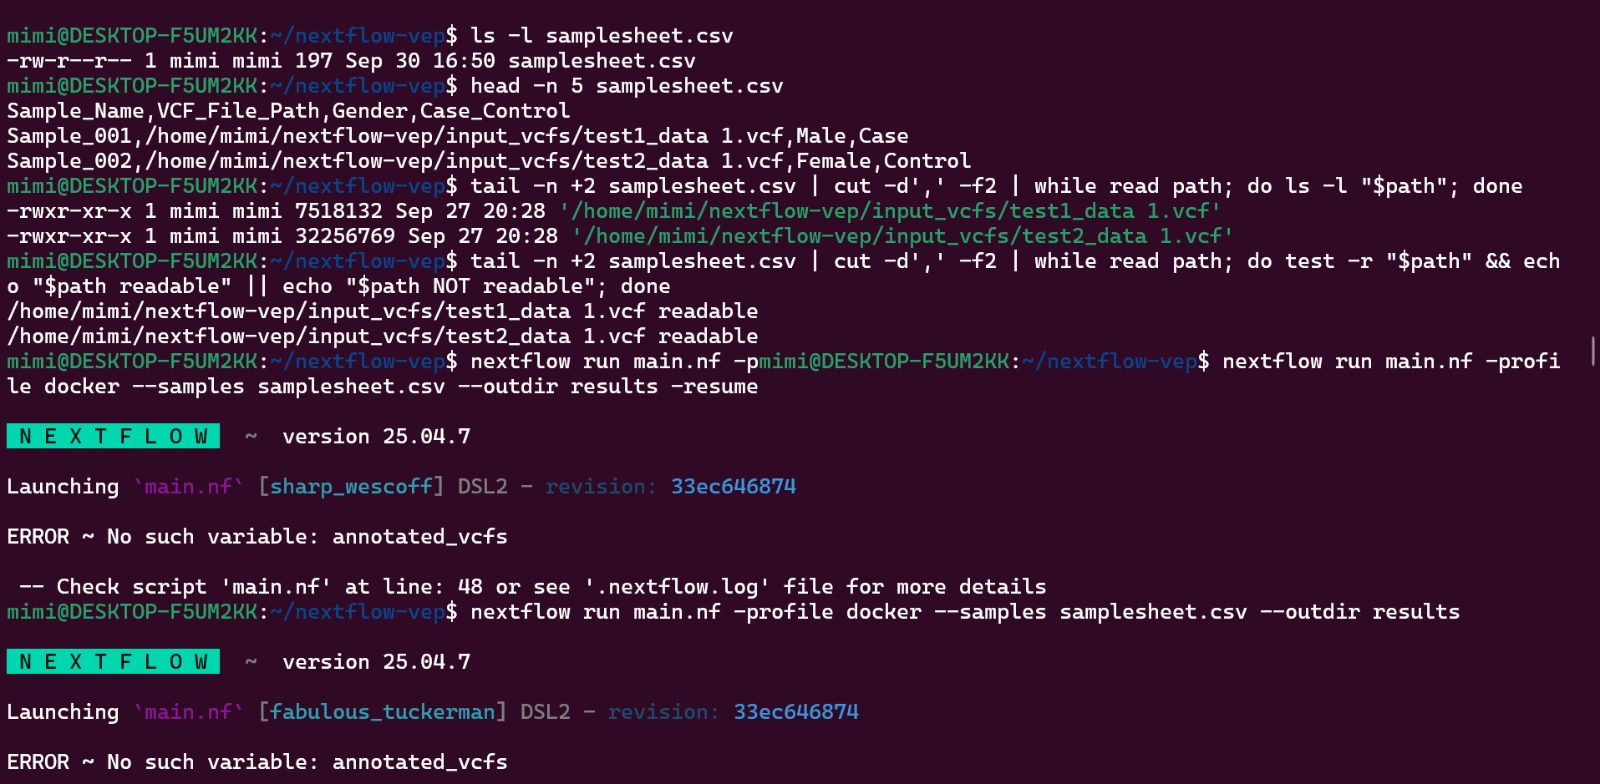 mimi@DESKTOP-F5UM2KK:~/nextflow-vep$ ls -l samplesheet.csv
-rw-r--r-- 1 mimi mimi 197 Sep 30 16:50 samplesheet.csv
mimi@DESKTOP-F5UM2KK:~/nextflow-vep$ head -n 5 samplesheet.csv
Sample_Name,VCF_File_Path,Gender,Case_Control
Sample_001,/home/mimi/nextflow-vep/input_vcfs/test1_data 1.vcf,Male,Case
Sample_002,/home/mimi/nextflow-vep/input_vcfs/test2_data 1.vcf,Female,Control
mimi@DESKTOP-F5UM2KK:~/nextflow-vep$ tail -n +2 samplesheet.csv | cut -d',' -f2 | while read path; do ls -l "$path"; done
-rwxr-xr-x 1 mimi mimi 7518132 Sep 27 20:28 '/home/mimi/nextflow-vep/input_vcfs/test1_data 1.vcf'
-rwxr-xr-x 1 mimi mimi 32256769 Sep 27 20:28 '/home/mimi/nextflow-vep/input_vcfs/test2_data 1.vcf'
mimi@DESKTOP-F5UM2KK:~/nextflow-vep$ tail -n +2 samplesheet.csv | cut -d',' -f2 | while read path; do test -r "$path" && ech
o "$path readable" || echo "$path NOT readable"; done
/home/mimi/nextflow-vep/input_vcfs/test1_data 1.vcf readable
/home/mimi/nextflow-vep/input_vcfs/test2_data 1.vcf readable
mimi@DESKTOP-F5UM2KK:~/nextflow-vep$ nextflow run main.nf -pmimi@DESKTOP-F5UM2KK:~/nextflow-vep$ nextflow run main.nf -profi
le docker --samples samplesheet.csv --outdir results -resume
N E X T F L O W ~ version 25.04.7
Launching `main.nf` [sharp_wescoff] DSL2 - revision: 33ec646874
ERROR ~ No such variable: annotated_vcfs
-- Check script 'main.nf' at line: 48 or see '.nextflow.log' file for more details
mimi@DESKTOP-F5UM2KK:~/nextflow-vep$ nextflow run main.nf -profile docker --samples samplesheet.csv --outdir results
N E X T F L O W ~ version 25.04.7
Launching `main.nf` [fabulous_tuckerman] DSL2 - revision: 33ec646874
ERROR ~ No such variable: annotated_vcfs